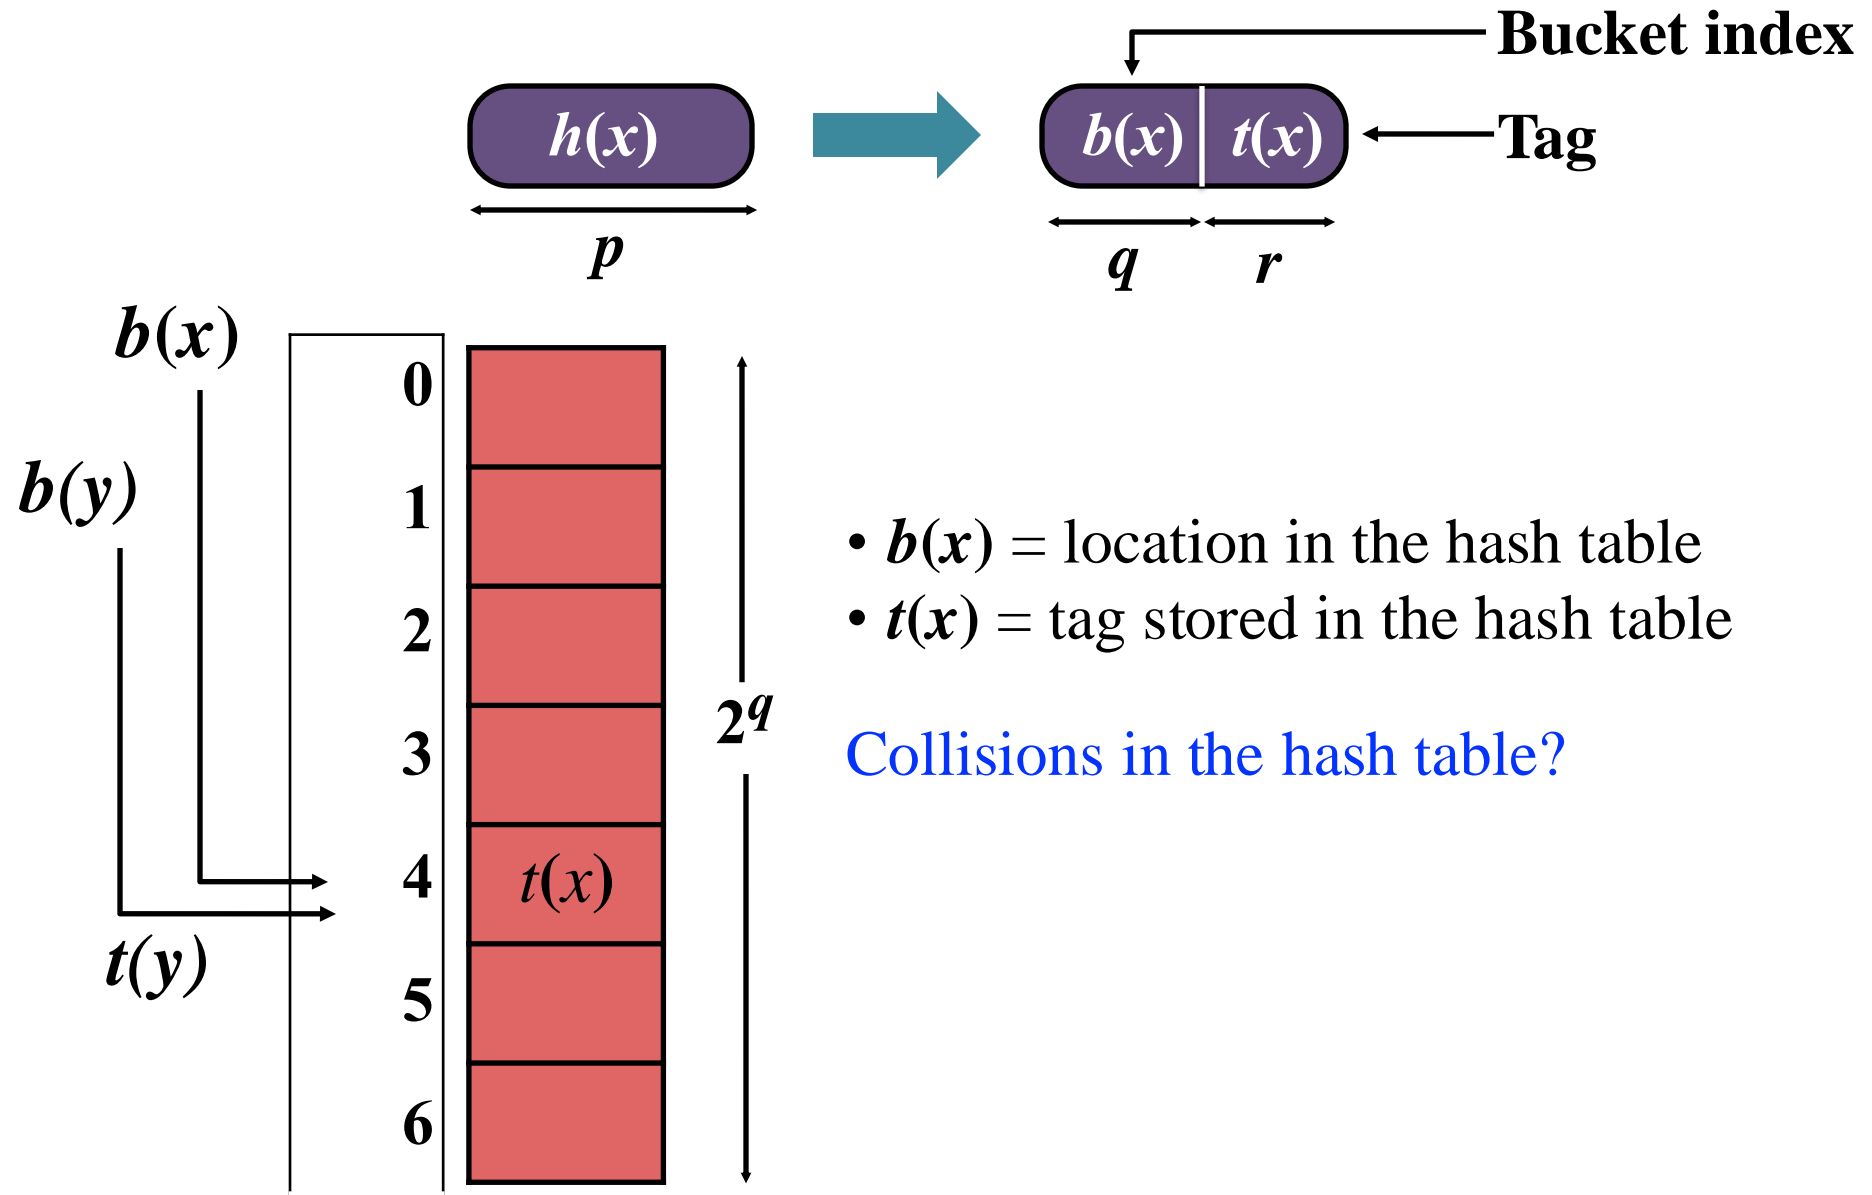 Bucket index
h(x)
b(x) t(x)
Tag
p
q
r
b(x)
b(y)
t(y)
0
1
2
3
4
t(x)
5
6
2^q
• b(x) = location in the hash table
• t(x) = tag stored in the hash table
Collisions in the hash table?